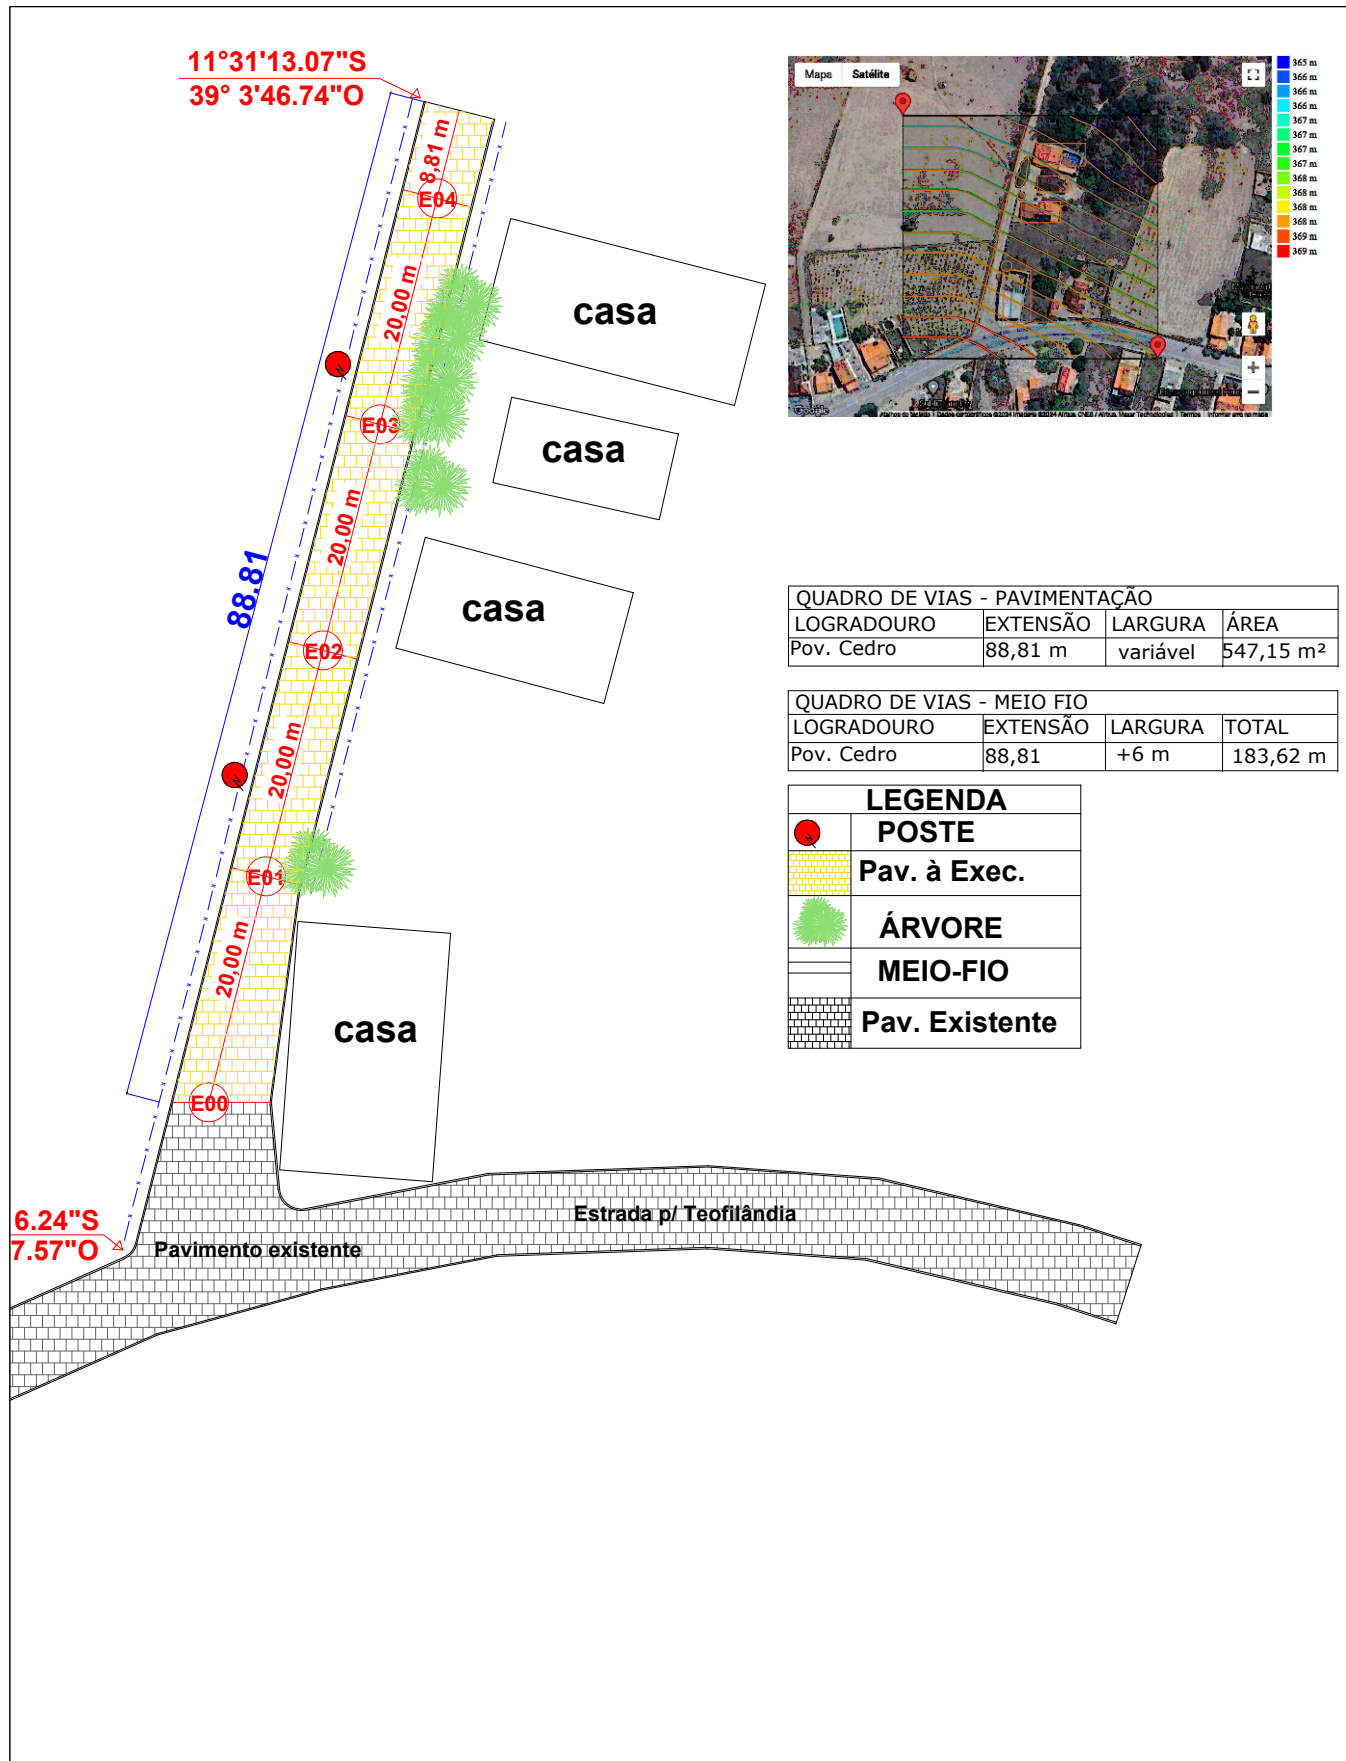 11°31'13.07"S
39° 3'46.74"O
8,81 m
E04
20,00 m
casa
E03
casa
20,00 m
88.81
casa
E02
20,00 m
E01
20,00 m
casa
E00
6.24"S
7.57"O
Pavimento existente
Estrada p/ Teofilândia
Mapa Satélite
Google
365 m
366 m
366 m
366 m
367 m
367 m
367 m
367 m
368 m
368 m
368 m
368 m
369 m
369 m
QUADRO DE VIAS - PAVIMENTAÇÃO
LOGRADOURO EXTENSÃO LARGURA ÁREA
Pov. Cedro 88,81 m variável 547,15 m²
QUADRO DE VIAS - MEIO FIO
LOGRADOURO EXTENSÃO LARGURA TOTAL
Pov. Cedro 88,81 +6 m 183,62 m
LEGENDA
POSTE
Pav. à Exec.
ÁRVORE
MEIO-FIO
Pav. Existente